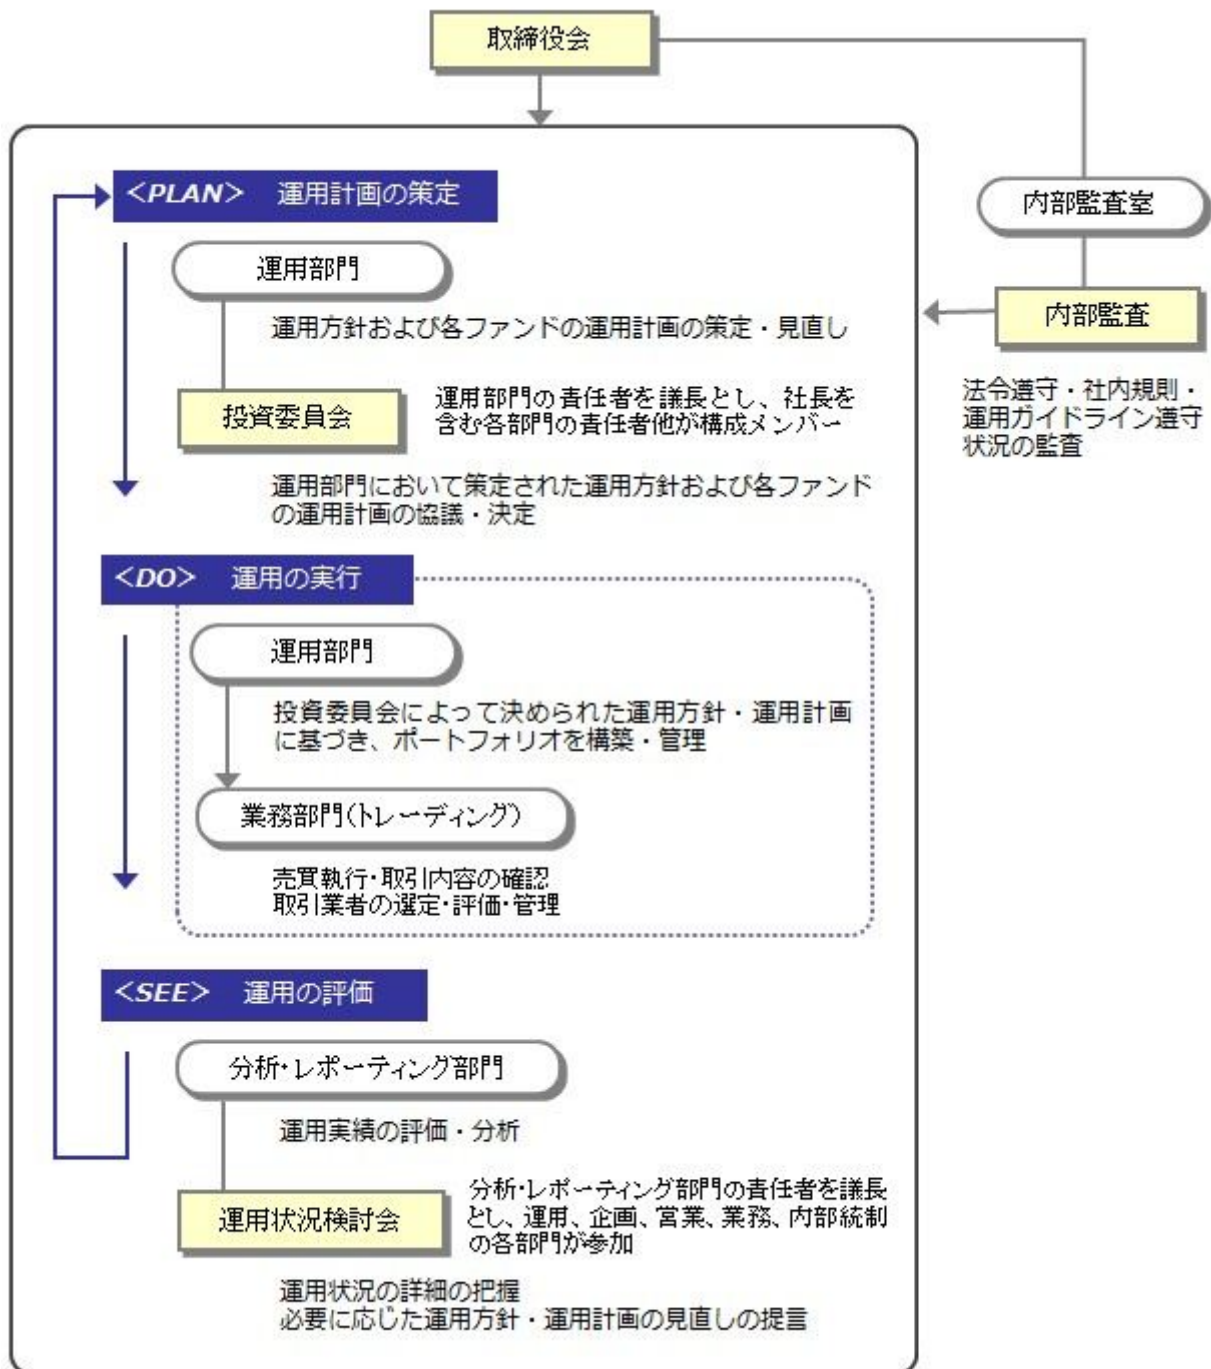 取締役会
<PLAN> 運用計画の策定
運用部門
運用方針および各ファンドの運用計画の策定・見直し
投資委員会
運用部門の責任者を議長とし、社長を
含む各部門の責任者他が構成メンバー
運用部門において策定された運用方針および各ファンド
の運用計画の協議・決定
<DO> 運用の実行
運用部門
投資委員会によって決められた運用方針・運用計画
に基づき、ポートフォリオを構築・管理
業務部門(トレーディング)
売買執行・取引内容の確認
取引業者の選定・評価・管理
<SEE> 運用の評価
分析・レポーティング部門
運用実績の評価・分析
運用状況検討会
分析・レポーティング部門の責任者を議長
とし、運用、企画、営業、業務、内部統制
の各部門が参加
運用状況の詳細の把握
必要に応じた運用方針・運用計画の見直しの提言
内部監査室
内部監査
法令遵守・社内規則・
運用ガイドライン遵守
状況の監査